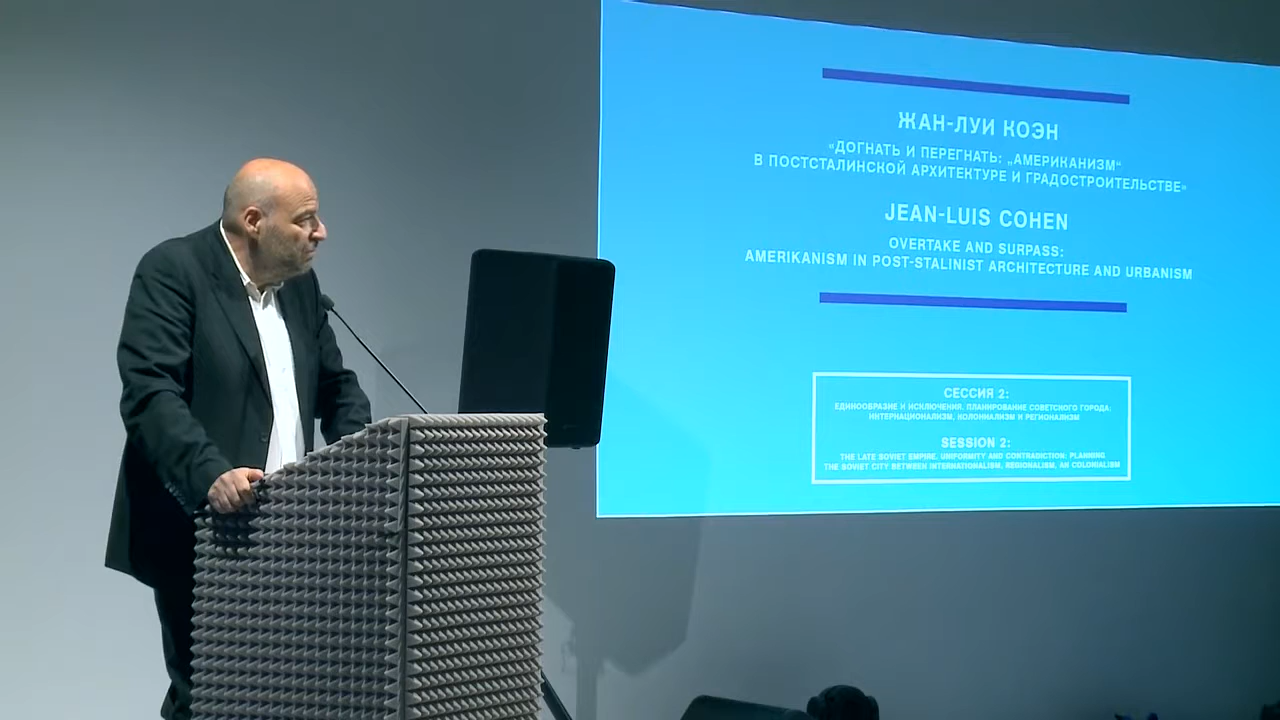 ЖАН-ЛУИ КОЭН
«ДОГНАТЬ И ПЕРЕГНАТЬ: „АМЕРИКАНИЗМ“
В ПОСТСТАЛИНСКОЙ АРХИТЕКТУРЕ И ГРАДОСТРОИТЕЛЬСТВЕ»
JEAN-LUIS COHEN
OVERTAKE AND SURPASS:
AMERIKANISM IN POST-STALINIST ARCHITECTURE AND URBANISM
СЕССИЯ 2:
ЕДИНООБРАЗИЕ И ИСКЛЮЧЕНИЯ. ПЛАНИРОВАНИЕ СОВЕТСКОГО ГОРОДА:
ИНТЕРНАЦИОНАЛИЗМ, КОЛОНИАЛИЗМ И РЕГИОНАЛИЗМ
SESSION 2:
THE LATE SOVIET EMPIRE. UNIFORMITY AND CONTRADICTION: PLANNING
THE SOVIET CITY BETWEEN INTERNATIONALISM, REGIONALISM, AN COLONIALISM